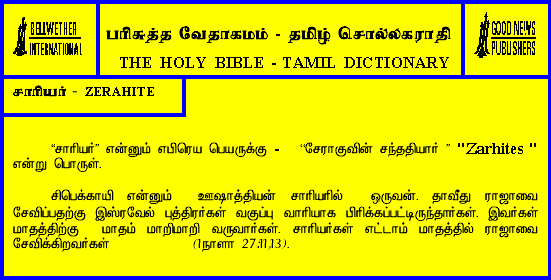 BELLWETHER
INTERNATIONAL
பரிசுத்த வேதாகமம் - தமிழ் சொல்லகராதி
THE HOLY BIBLE - TAMIL DICTIONARY
GOOD NEWS
PUBLISHERS
சாரியர் - ZERAHITE
“சாரியர்” என்னும் எபிரெய பெயருக்கு - “சேராகுவின் சந்ததியார் ” "Zarhites "
என்று பொருள்.
சிபெக்காயி என்னும் ஊஷாத்தியன் சாரியரில் ஒருவன். தாவீது ராஜாவை
சேவிப்பதற்கு இஸ்ரவேல் புத்திரர்கள் வகுப்பு வாரியாக பிரிக்கப்பட்டிருந்தார்கள். இவர்கள்
மாதத்திற்கு மாதம் மாறிமாறி வருவார்கள். சாரியர்கள் எட்டாம் மாதத்தில் ராஜாவை
சேவிக்கிறவர்கள் (1நாளா 27:11,13).